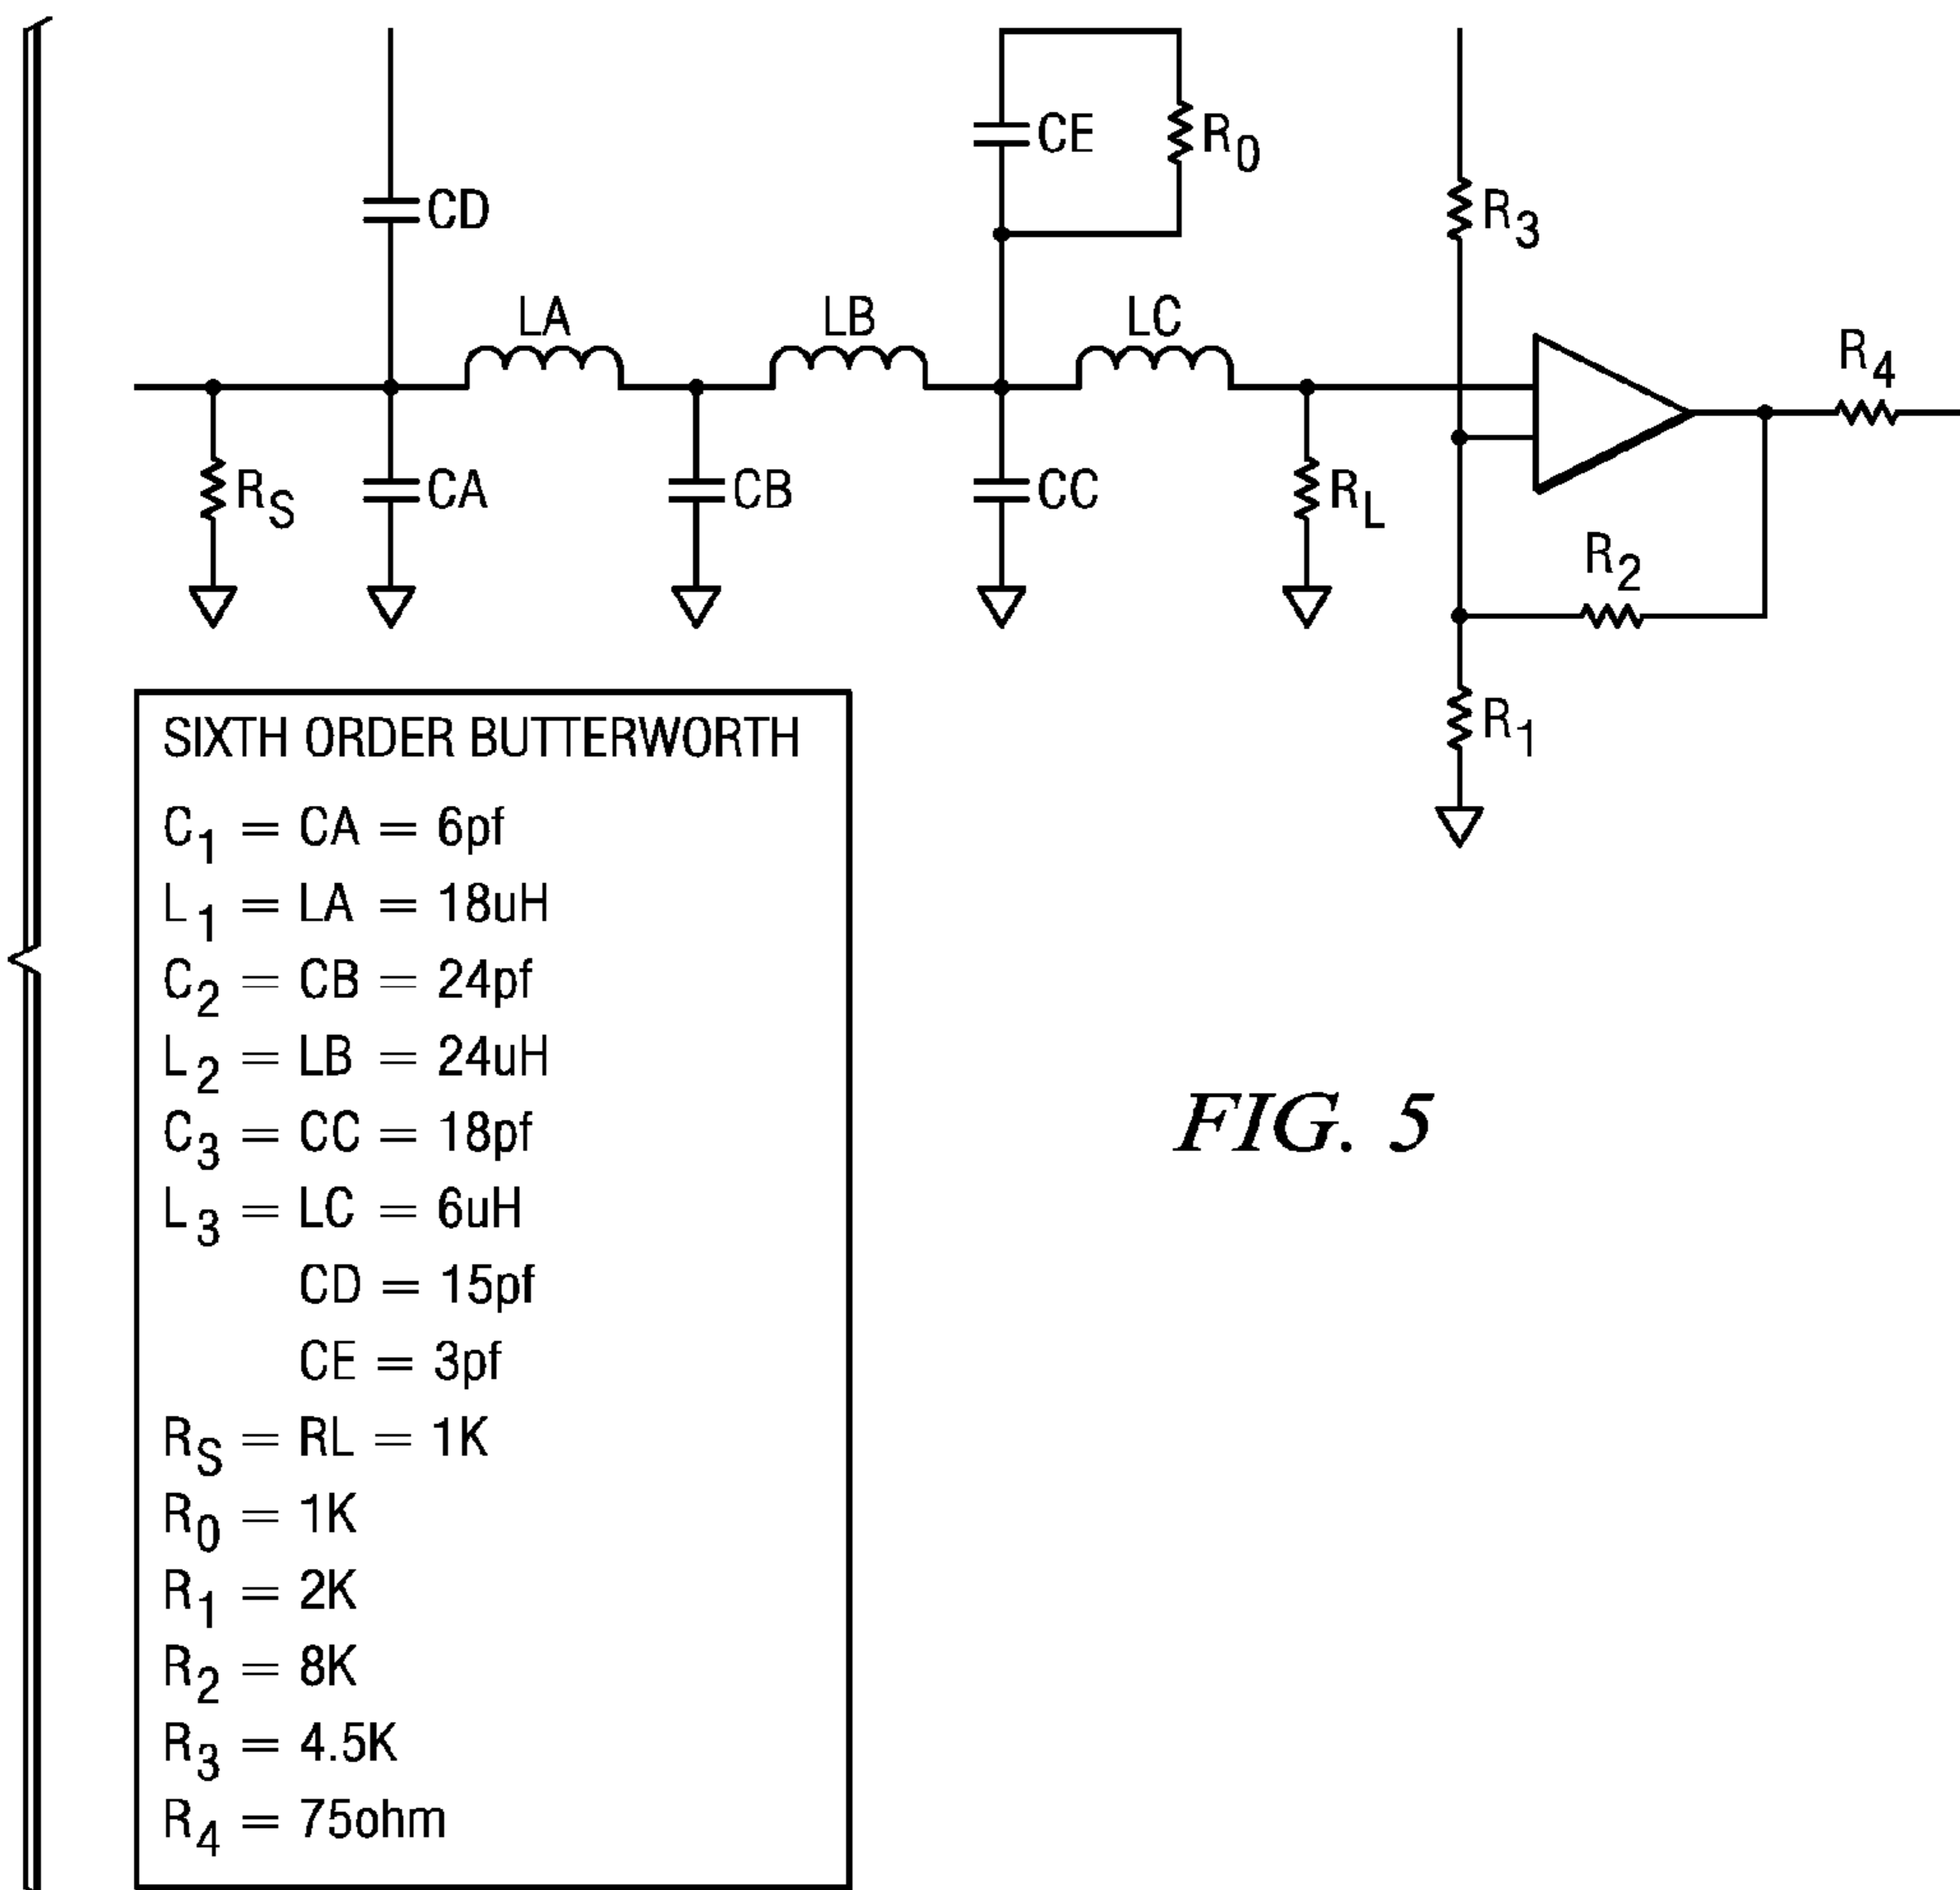 CE
R0
CD
R3
LA
LB
LC
R4
RS
CA
CB
CC
RL
R2
R1
SIXTH ORDER BUTTERWORTH
C1 = CA = 6pf
L1 = LA = 18uH
C2 = CB = 24pf
L2 = LB = 24uH
C3 = CC = 18pf
L3 = LC = 6uH
CD = 15pf
CE = 3pf
RS = RL = 1K
R0 = 1K
R1 = 2K
R2 = 8K
R3 = 4.5K
R4 = 75ohm
FIG. 5